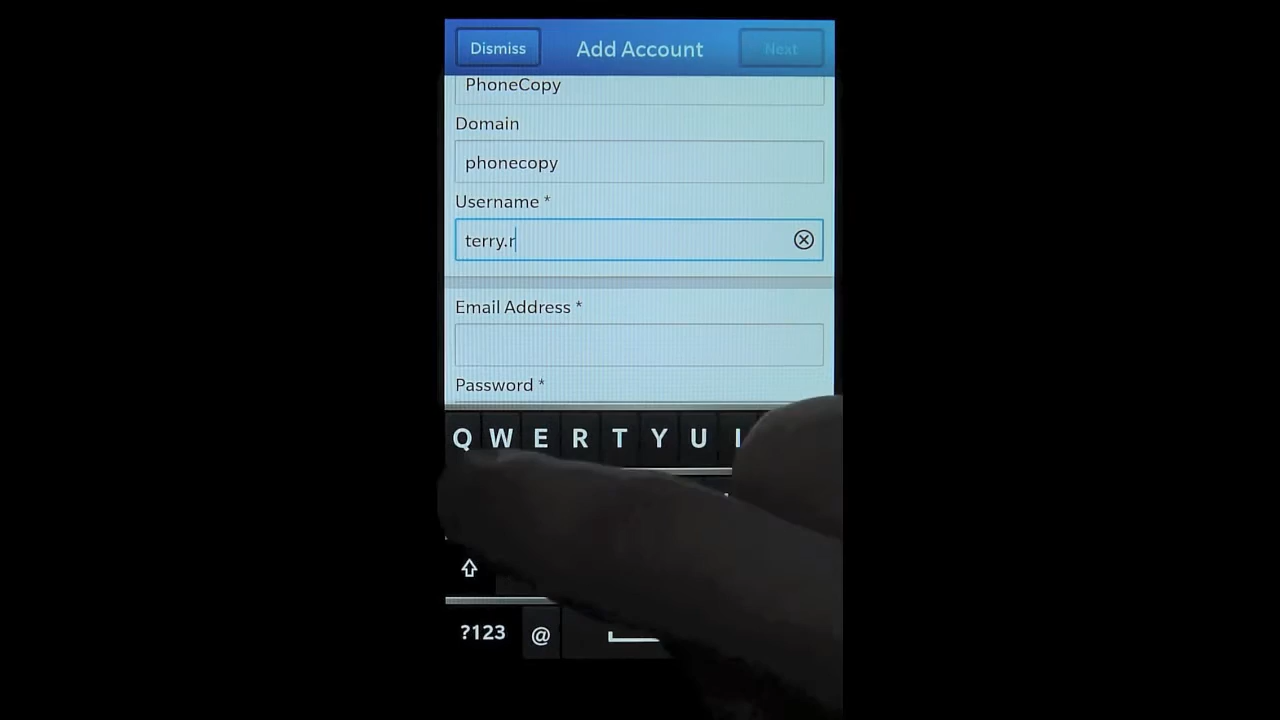 Dismiss Add Account Next
PhoneCopy
Domain
phonecopy
Username *
terry.r
Email Address *
Password *
Q W E R T Y U I
?123 @